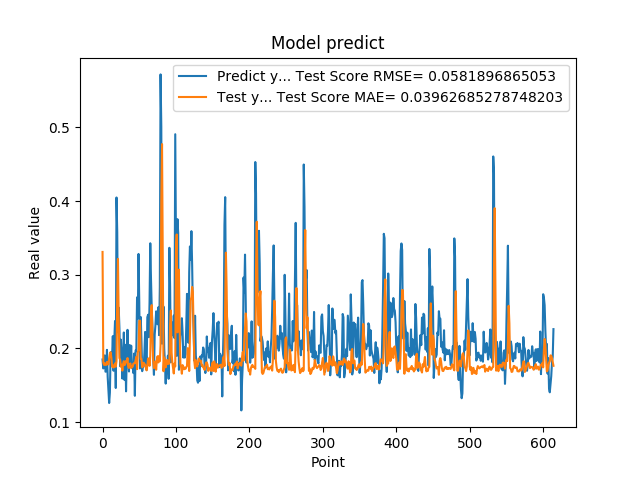 Model predict
Predict y... Test Score RMSE= 0.0581896865053
Test y... Test Score MAE= 0.03962685278748203
0.5
0.4
0.3
0.2
0.1
Real value
0 100 200 300 400 500 600
Point